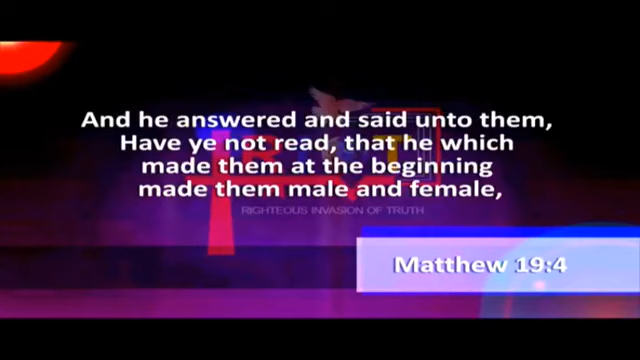 And he answered and said unto them,
Have ye not read, that he which
made them at the beginning
made them male and female,
RIGHTEOUS INVASION OF TRUTH
Matthew 19:4